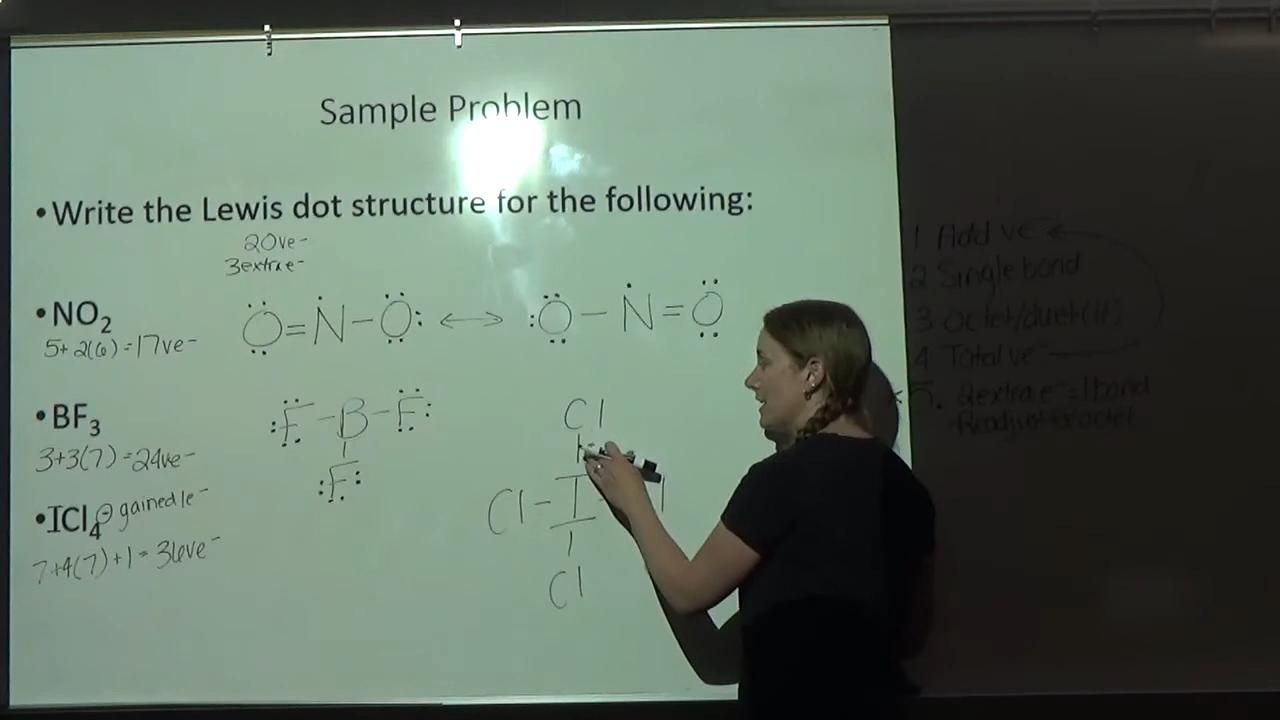 Sample Problem
• Write the Lewis dot structure for the following:
20ve-
3extrae-
• NO₂
5+2(6)=17ve-
O=N-O: ↔ :O-N=O
• BF₃
3+3(7)=24ve-
:F-B-F:
:F:
• ICl₄⊖ gained 1e-
7+4(7)+1=36ve-
Cl
Cl-I
Cl
1 Add ve
2 Single bond
3 Octet/duet(H)
4 Total ve-
5. 2extra e-=1bond
Readjust for octet